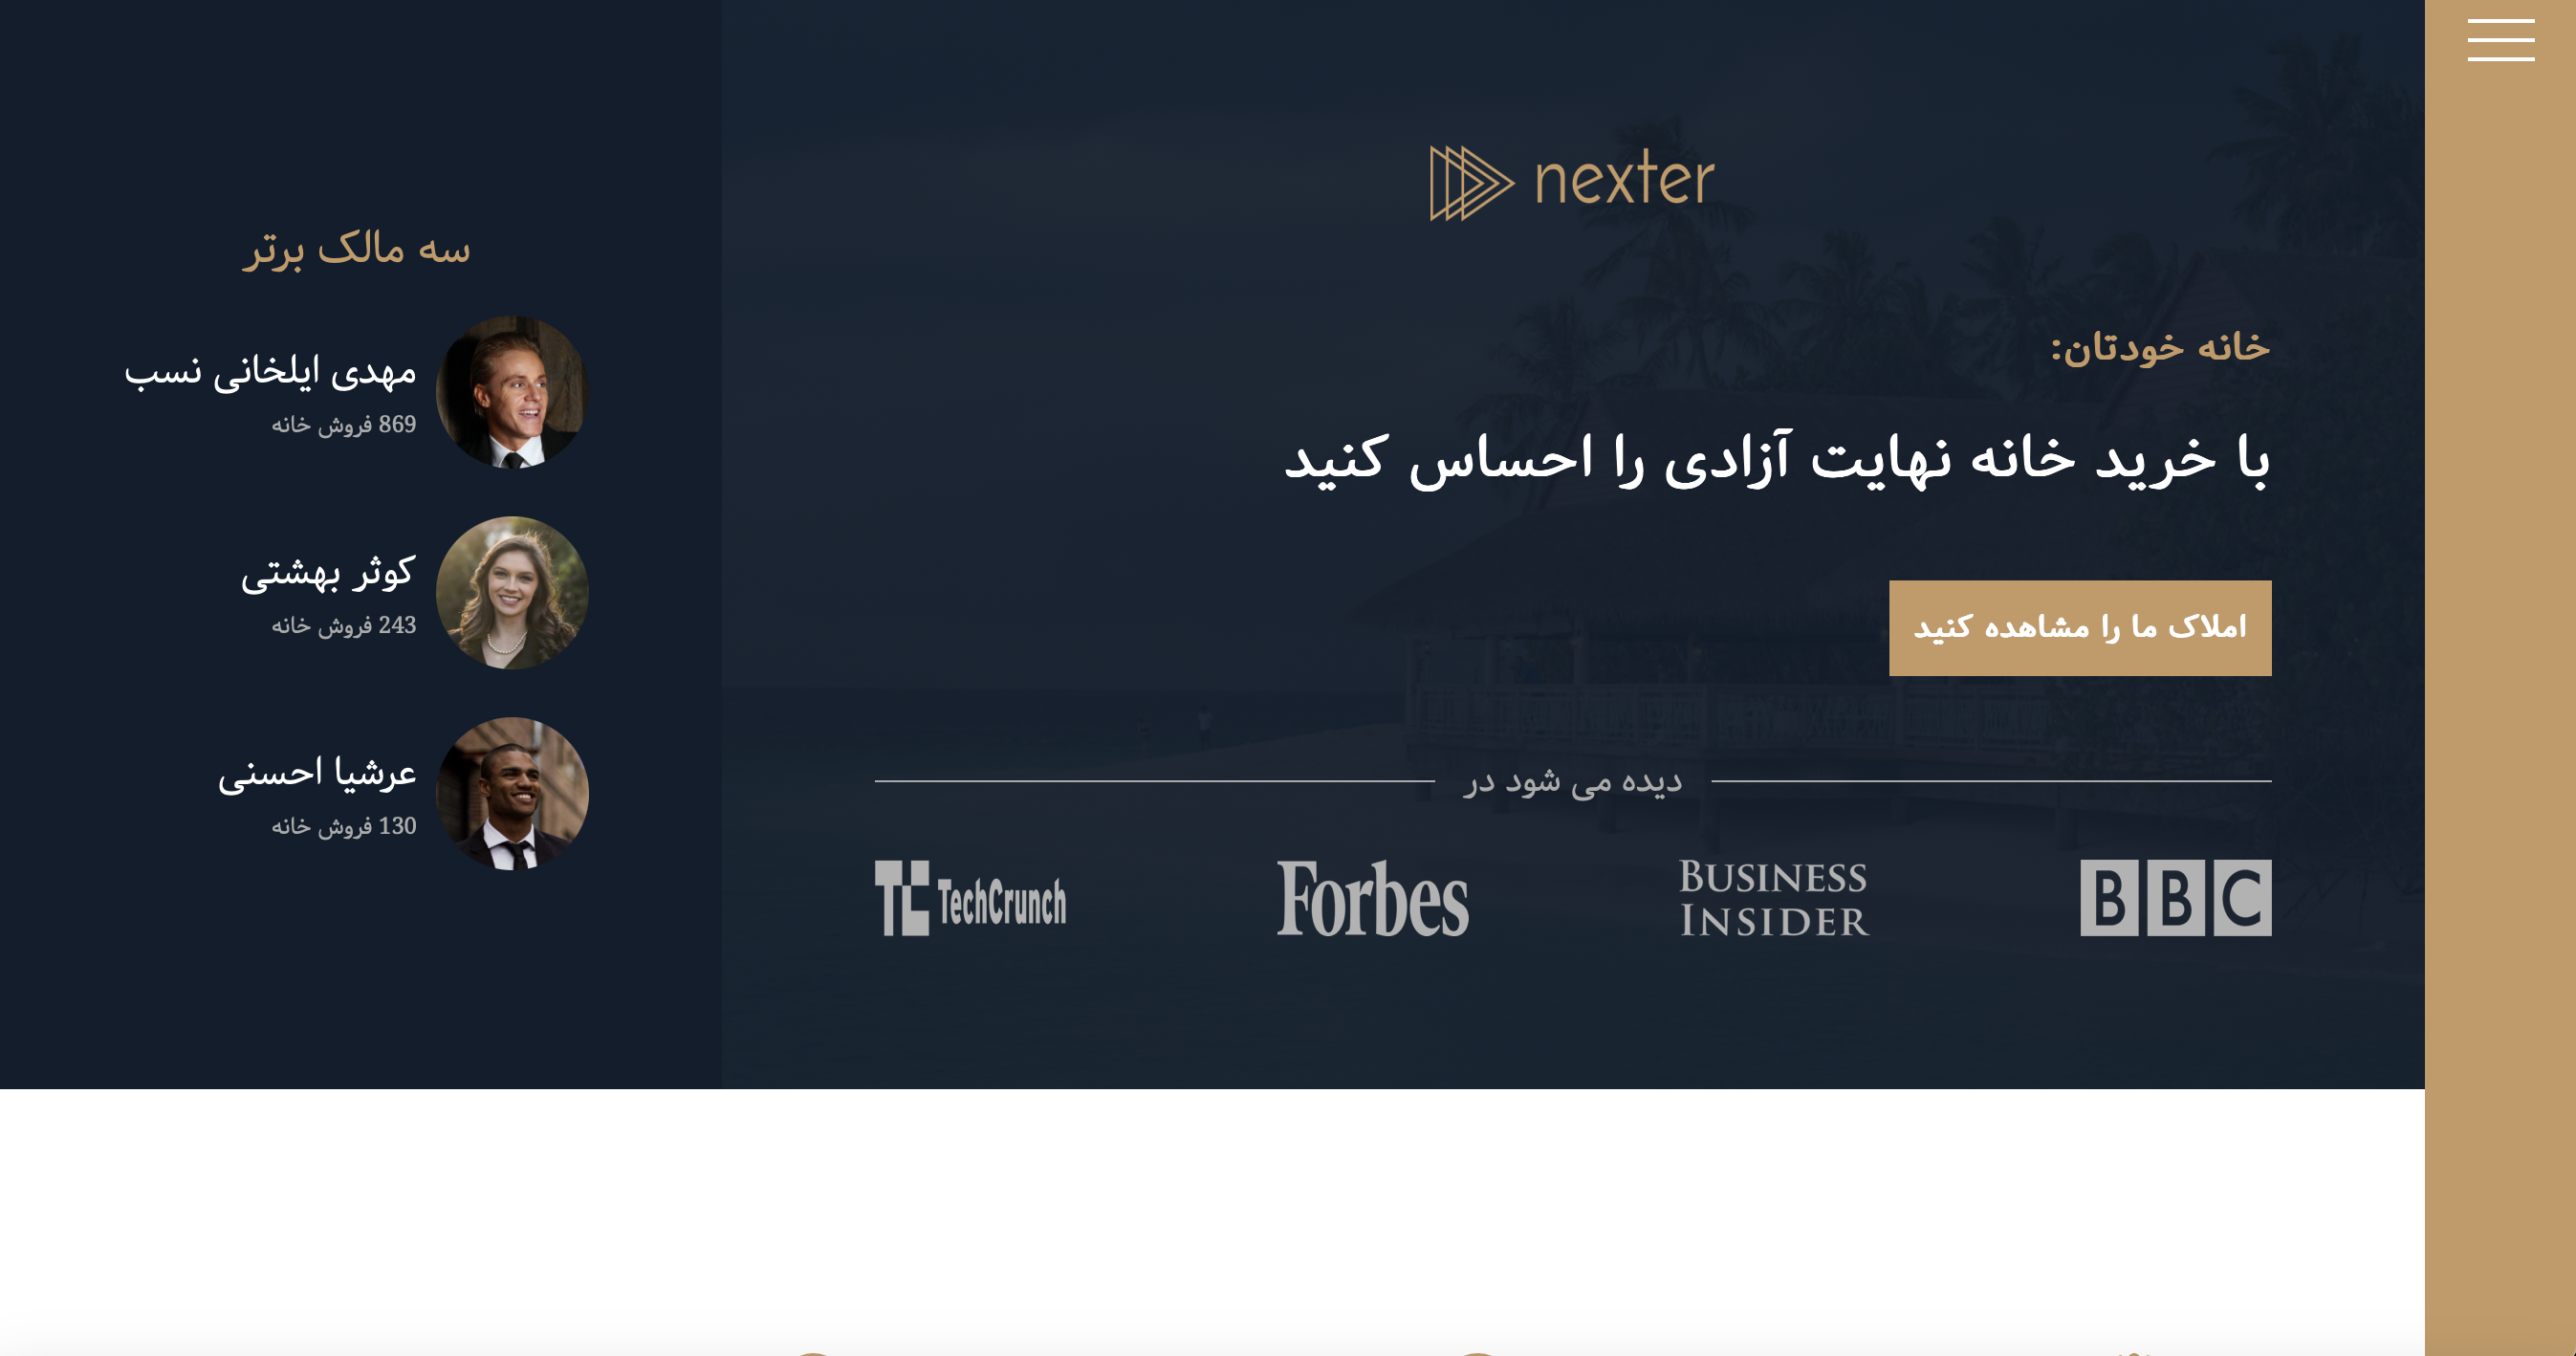 nexter
خانه خودتان:
با خرید خانه نهایت آزادی را احساس کنید
املاک ما را مشاهده کنید
دیده می شود در
BBC
BUSINESS
INSIDER
Forbes
TC TechCrunch
سه مالک برتر
مهدی ایلخانی نسب
869 فروش خانه
کوثر بهشتی
243 فروش خانه
عرشیا احسنی
130 فروش خانه